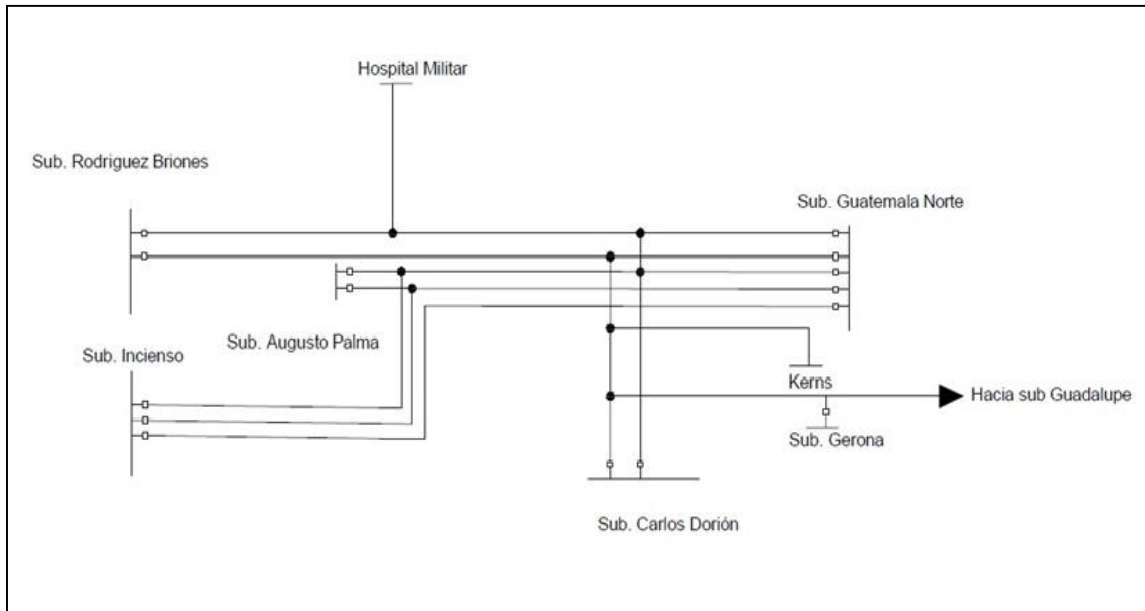 Hospital Militar
Sub. Rodriguez Briones
Sub. Guatemala Norte
Sub. Augusto Palma
Sub. Incienso
Kerns
Hacia sub Guadalupe
Sub. Gerona
Sub. Carlos Dorión